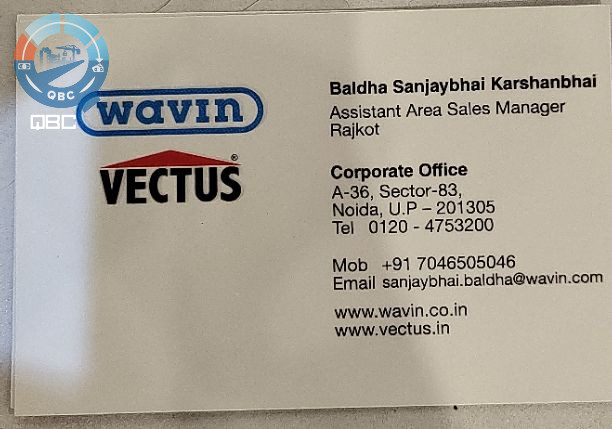 QBC
QBC
wavin
VECTUS®
Baldha Sanjaybhai Karshanbhai
Assistant Area Sales Manager
Rajkot
Corporate Office
A-36, Sector-83,
Noida, U.P – 201305
Tel 0120 - 4753200
Mob +91 7046505046
Email sanjaybhai.baldha@wavin.com
www.wavin.co.in
www.vectus.in